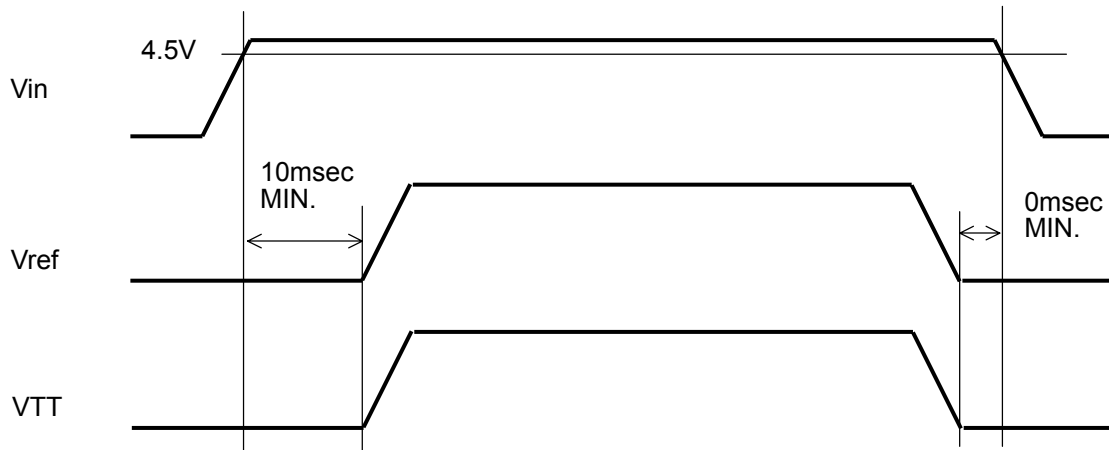 4.5V
Vin
10msec
MIN.
0msec
MIN.
Vref
VTT